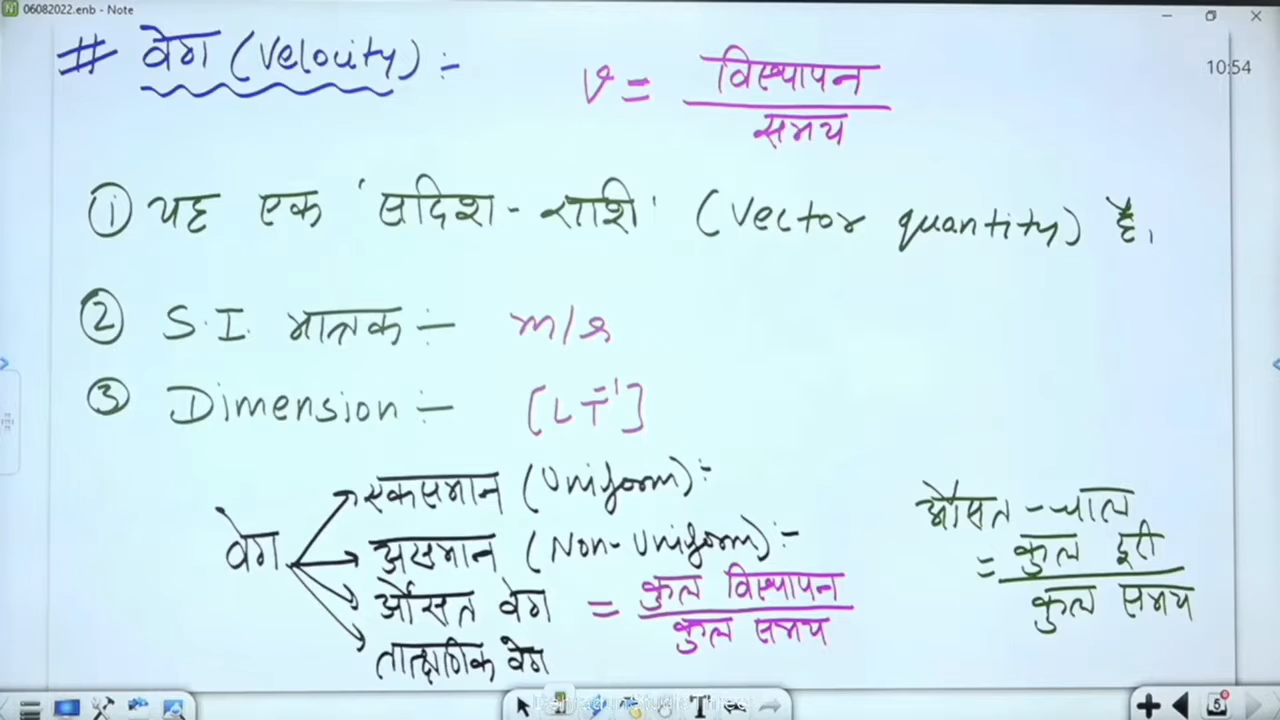 06082022.enb - Note
# वेग (Velocity) :-
v = विस्थापन
समय
10:54
① यह एक 'सदिश-राशि' (Vector quantity) है,
② S.I. मात्रक :- m/s
③ Dimension :- [LT⁻¹]
वेग
एकसमान (Uniform):-
असमान (Non-Uniform):-
औसत वेग = कुल विस्थापन
कुल समय
तात्क्षणिक वेग
औसत-चाल
= कुल दूरी
कुल समय
T
5